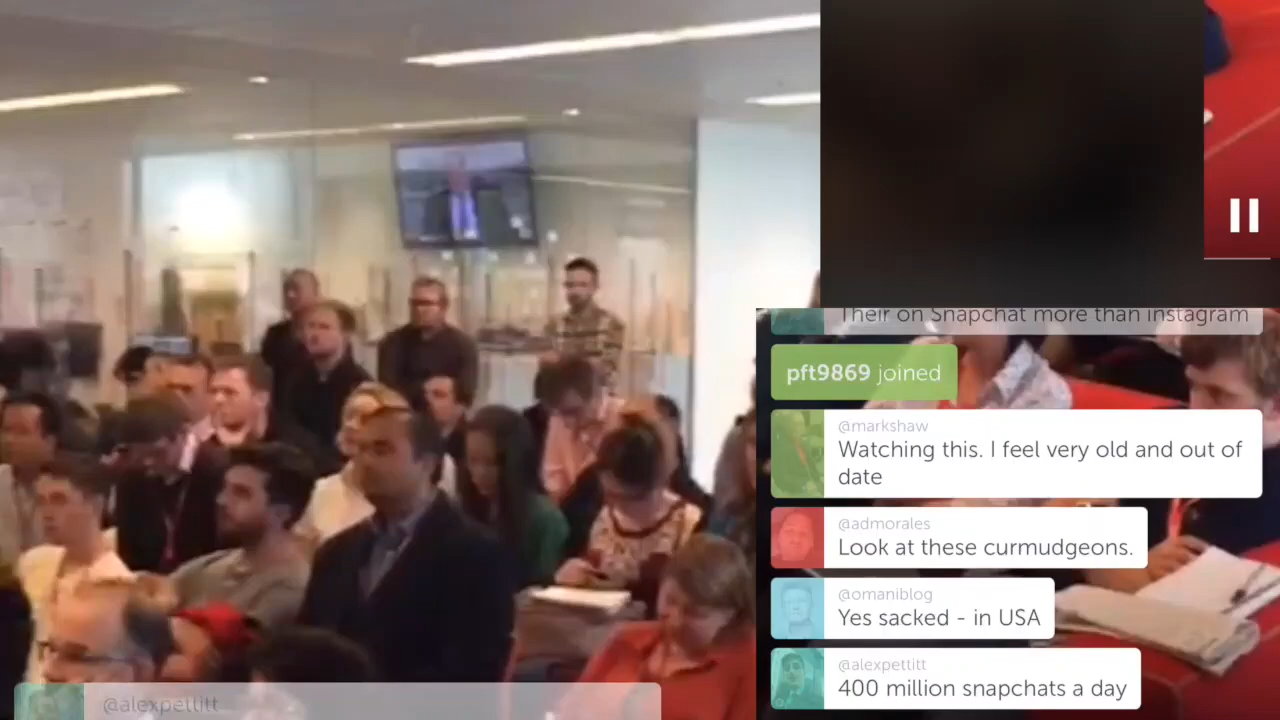 Their on Snapchat more than instagram
pft9869 joined
@markshaw
Watching this. I feel very old and out of
date
@admorales
Look at these curmudgeons.
@omaniblog
Yes sacked - in USA
@alexpettitt
400 million snapchats a day
@alexpettitt